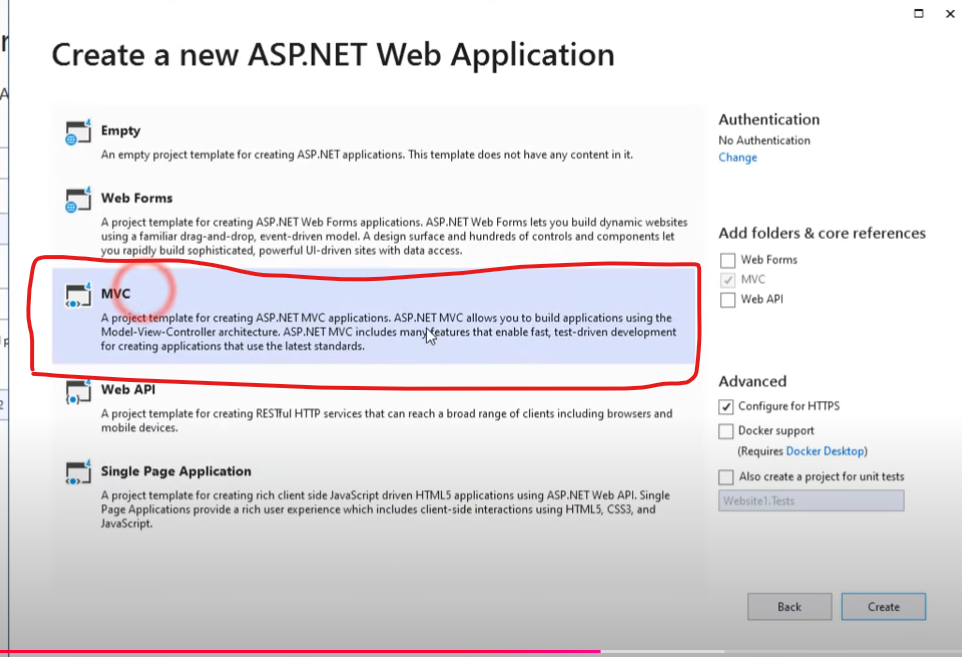 Create a new ASP.NET Web Application
Empty
An empty project template for creating ASP.NET applications. This template does not have any content in it.
Web Forms
A project template for creating ASP.NET Web Forms applications. ASP.NET Web Forms lets you build dynamic websites
using a familiar drag-and-drop, event-driven model. A design surface and hundreds of controls and components let
you rapidly build sophisticated, powerful UI-driven sites with data access.
MVC
A project template for creating ASP.NET MVC applications. ASP.NET MVC allows you to build applications using the
Model-View-Controller architecture. ASP.NET MVC includes many features that enable fast, test-driven development
for creating applications that use the latest standards.
Web API
A project template for creating RESTful HTTP services that can reach a broad range of clients including browsers and
mobile devices.
Single Page Application
A project template for creating rich client side JavaScript driven HTML5 applications using ASP.NET Web API. Single
Page Applications provide a rich user experience which includes client-side interactions using HTML5, CSS3, and
JavaScript.
Authentication
No Authentication
Change
Add folders & core references
Web Forms
MVC
Web API
Advanced
Configure for HTTPS
Docker support
(Requires Docker Desktop)
Also create a project for unit tests
Website1.Tests
Back
Create